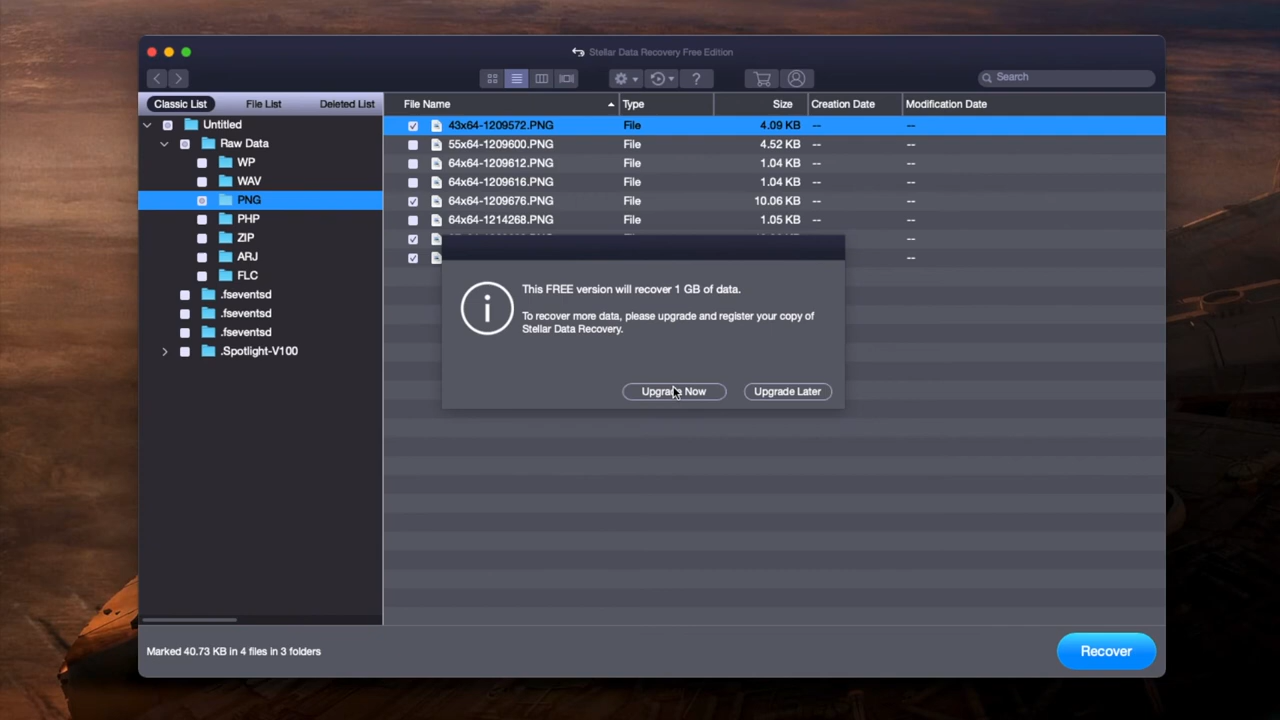 Stellar Data Recovery Free Edition
Search
Classic List File List Deleted List
File Name Type Size Creation Date Modification Date
Untitled
Raw Data
WP
WAV
PNG
PHP
ZIP
ARJ
FLC
.fseventsd
.fseventsd
.fseventsd
.Spotlight-V100
43x64-1209572.PNG File 4.09 KB -- --
55x64-1209600.PNG File 4.52 KB -- --
64x64-1209612.PNG File 1.04 KB -- --
64x64-1209616.PNG File 1.04 KB -- --
64x64-1209676.PNG File 10.06 KB -- --
64x64-1214268.PNG File 1.05 KB -- --
--
--
This FREE version will recover 1 GB of data.
To recover more data, please upgrade and register your copy of
Stellar Data Recovery.
Upgrade Now Upgrade Later
Marked 40.73 KB in 4 files in 3 folders
Recover